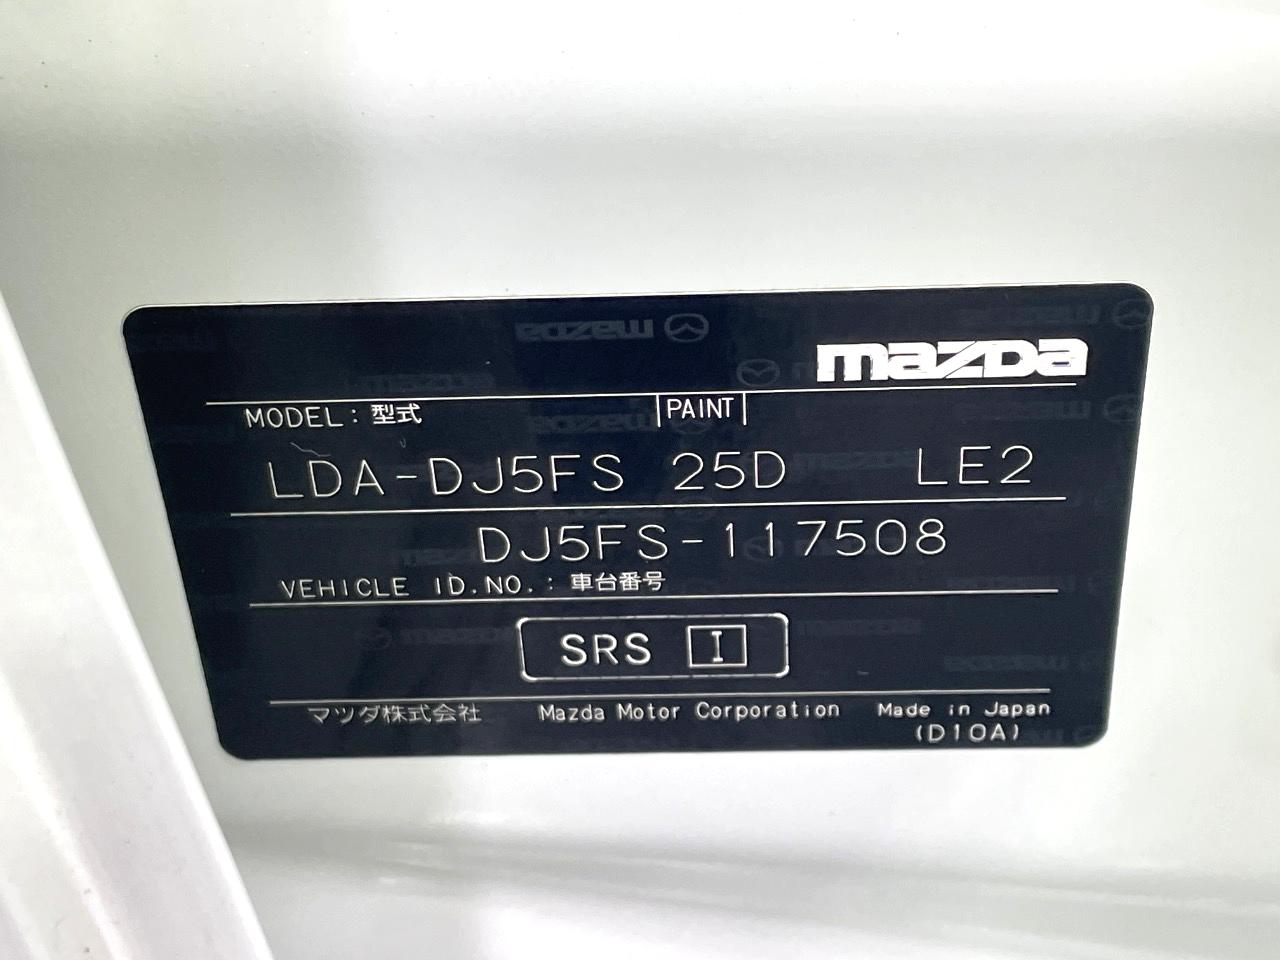 mazda
MODEL: 型式 PAINT
LDA-DJ5FS 25D LE2
DJ5FS-117508
VEHICLE ID.NO.: 車台番号
SRS I
マツダ株式会社 Mazda Motor Corporation Made in Japan
(D10A)